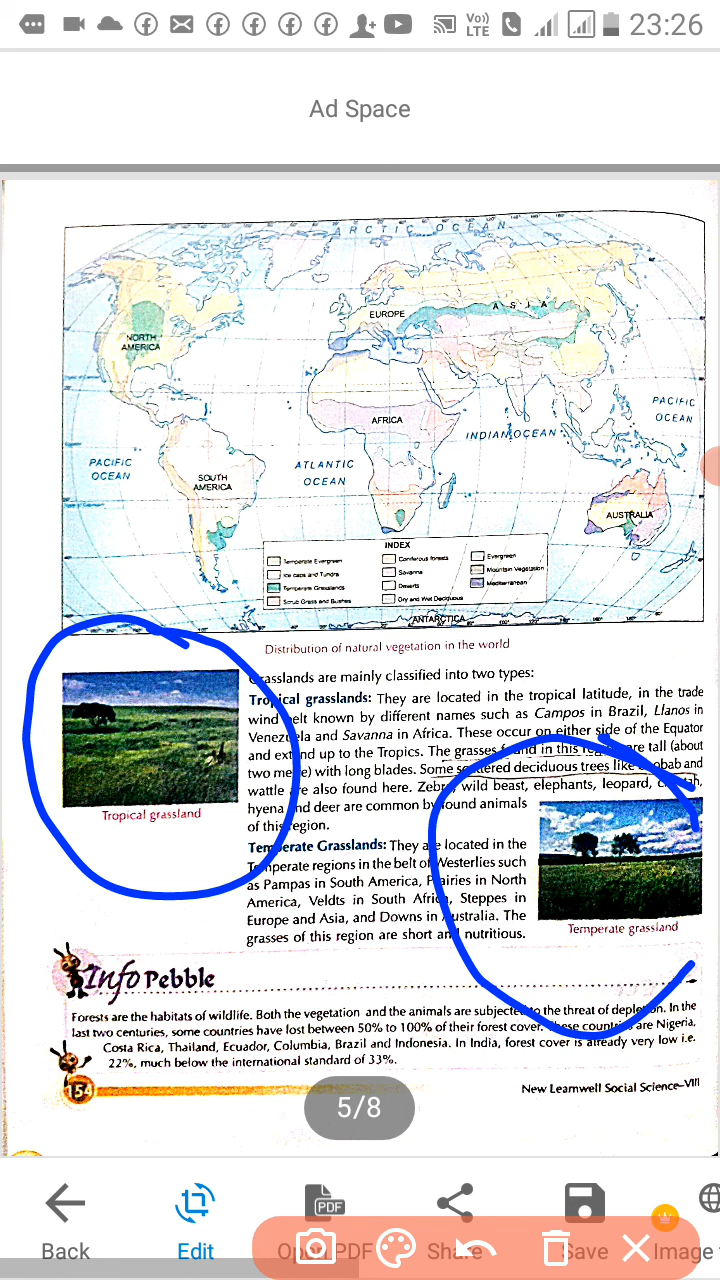 Vo))
LTE
23:26
Ad Space
ARCTIC OCEAN
EUROPE
ASIA
NORTH
AMERICA
PACIFIC
OCEAN
AFRICA
INDIAN OCEAN
PACIFIC
OCEAN
ATLANTIC
OCEAN
SOUTH
AMERICA
AUSTRALIA
INDEX
Temperate Evergreen
Ice caps and Tundra
Temperate Grasslands
Scrub Grass and Bushes
Coniferous forests
Savanna
Deserts
Dry and Wet Deciduous
Evergreen
Mountain Vegetation
Mediterranean
ANTARCTICA
Distribution of natural vegetation in the world
Grasslands are mainly classified into two types:
Tropical grasslands: They are located in the tropical latitude, in the trade
wind belt known by different names such as Campos in Brazil, Llanos in
Venezuela and Savanna in Africa. These occur on either side of the Equator
and extend up to the Tropics. The grasses found in this region are tall (about
two metre) with long blades. Some scattered deciduous trees like baobab and
wattle are also found here. Zebra, wild beast, elephants, leopard, cheetah,
hyena and deer are common by found animals
of this region.
Tropical grassland
Temperate Grasslands: They are located in the
Temperate regions in the belt of Westerlies such
as Pampas in South America, Prairies in North
America, Veldts in South Africa, Steppes in
Europe and Asia, and Downs in Australia. The
grasses of this region are short and nutritious.
Temperate grassland
Info Pebble
Forests are the habitats of wildlife. Both the vegetation and the animals are subjected to the threat of depletion. In the
last two centuries, some countries have lost between 50% to 100% of their forest cover. These countries are Nigeria,
Costa Rica, Thailand, Ecuador, Columbia, Brazil and Indonesia. In India, forest cover is already very low i.e.
22%, much below the international standard of 33%.
154
New Learnwell Social Science-VIII
5/8
PDF
Back
Edit
Open PDF
Share
Save
Image